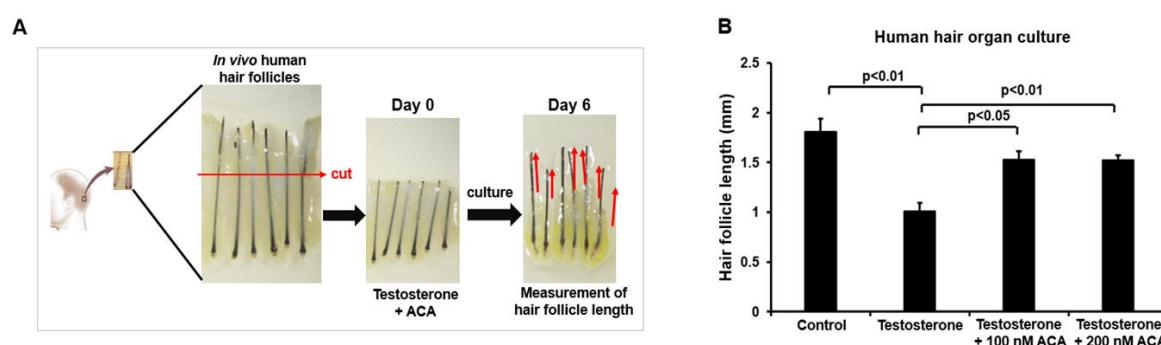 A
In vivo human
hair follicles
cut
Day 0
Testosterone
+ ACA
culture
Day 6
Measurement of
hair follicle length
B
Human hair organ culture
Hair follicle length (mm)
2.5
2
1.5
1
0.5
0
p<0.01
p<0.01
p<0.05
Control
Testosterone
Testosterone
+ 100 nM ACA
Testosterone
+ 200 nM ACA